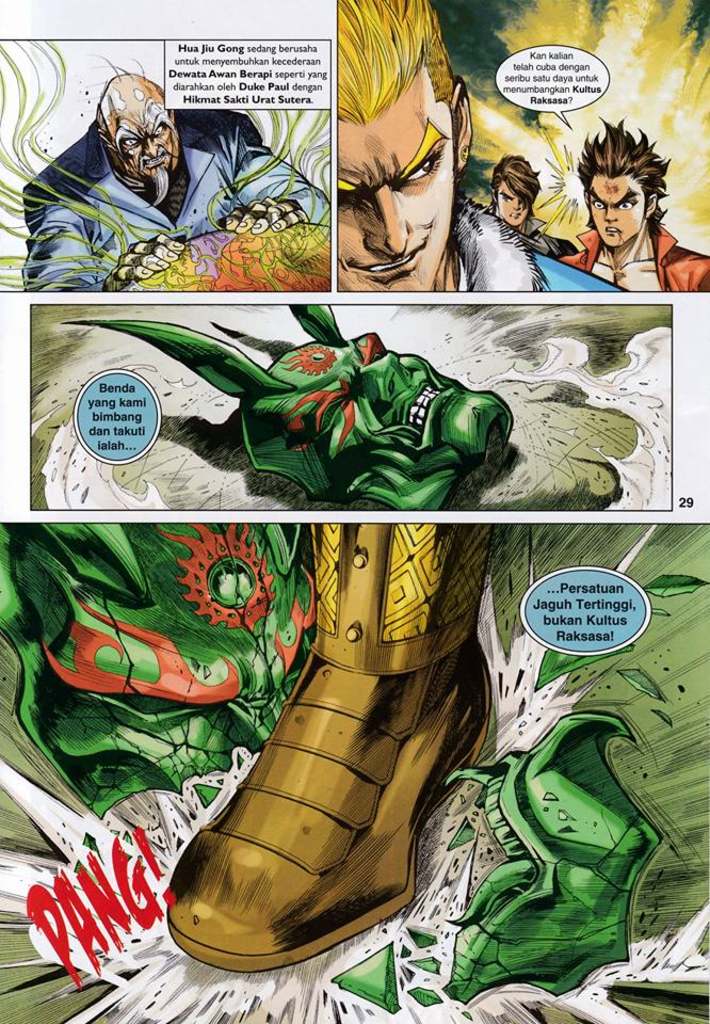 Hua Jiu Gong sedang berusaha
untuk menyembuhkan kecederaan
Dewata Awan Berapi seperti yang
diarahkan oleh Duke Paul dengan
Hikmat Sakti Urat Sutera.
Kan kalian
telah cuba dengan
seribu satu daya untuk
menumbangkan Kultus
Raksasa?
Benda
yang kami
bimbang
dan takuti
ialah...
29
...Persatuan
Jaguh Tertinggi,
bukan Kultus
Raksasa!
PANG!